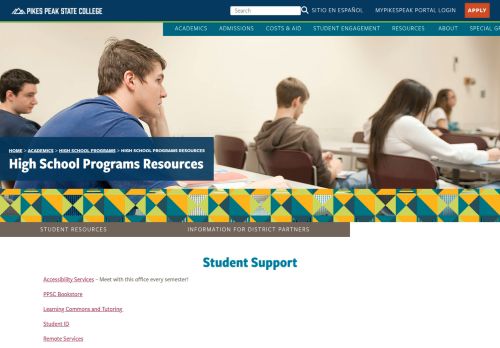 PIKES PEAK STATE COLLEGE
Search
SITIO EN ESPAÑOL
MYPIKESPEAK PORTAL LOGIN
APPLY
ACADEMICS
ADMISSIONS
COSTS & AID
STUDENT ENGAGEMENT
RESOURCES
ABOUT
SPECIAL GR
HOME > ACADEMICS > HIGH SCHOOL PROGRAMS > HIGH SCHOOL PROGRAMS RESOURCES
High School Programs Resources
STUDENT RESOURCES
INFORMATION FOR DISTRICT PARTNERS
Student Support
Accessibility Services – Meet with this office every semester!
PPSC Bookstore
Learning Commons and Tutoring
Student ID
Remote Services